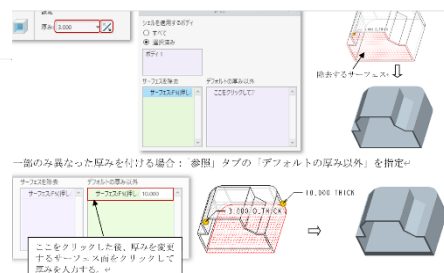 設定
厚み: 3.000
シェルを使用するボディ
すべて
選択済み
ボディ 1
サーフェスを除去
デフォルトの厚み以外
サーフェス:F5(押し
ここをクリックして
除去するサーフェス↵
一部のみ異なった厚みを付ける場合：「参照」タブの「デフォルトの厚み以外」を指定↵
サーフェスを除去
デフォルトの厚み以外
サーフェス:F5(押し
サーフェス:F5(押し 10.000
10.000 THICK
3.000 O_THICK
ここをクリックした後、厚みを変更
するサーフェス面をクリックして
厚みを入力する。↵